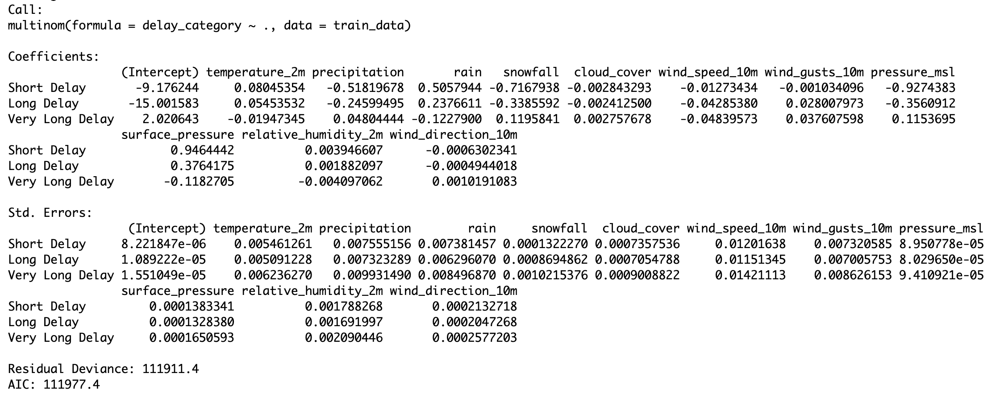 Call:
multinom(formula = delay_category ~ ., data = train_data)
Coefficients:
(Intercept) temperature_2m precipitation rain snowfall cloud_cover wind_speed_10m wind_gusts_10m pressure_msl
Short Delay -9.176244 0.08045354 -0.51819678 0.5057944 -0.7167938 -0.002843293 -0.01273434 -0.001034096 -0.9274383
Long Delay -15.001583 0.05453532 -0.24599495 0.2376611 -0.3385592 -0.002412500 -0.04285380 0.028007973 -0.3560912
Very Long Delay 2.020643 -0.01947345 0.04804444 -0.1227900 0.1195841 0.002757678 -0.04839573 0.037607598 0.1153695
surface_pressure relative_humidity_2m wind_direction_10m
Short Delay 0.9464442 0.003946607 -0.0006302341
Long Delay 0.3764175 0.001882097 -0.0004944018
Very Long Delay -0.1182705 -0.004097062 0.0010191083
Std. Errors:
(Intercept) temperature_2m precipitation rain snowfall cloud_cover wind_speed_10m wind_gusts_10m pressure_msl
Short Delay 8.221847e-06 0.005461261 0.007555156 0.007381457 0.0001322270 0.0007357536 0.01201638 0.007320585 8.950778e-05
Long Delay 1.089222e-05 0.005091228 0.007323289 0.006296070 0.0008694862 0.0007054788 0.01151345 0.007005753 8.029650e-05
Very Long Delay 1.551049e-05 0.006236270 0.009931490 0.008496870 0.0010215376 0.0009008822 0.01421113 0.008626153 9.410921e-05
surface_pressure relative_humidity_2m wind_direction_10m
Short Delay 0.0001383341 0.001788268 0.0002132718
Long Delay 0.0001328380 0.001691997 0.0002047268
Very Long Delay 0.0001650593 0.002090446 0.0002577203
Residual Deviance: 111911.4
AIC: 111977.4